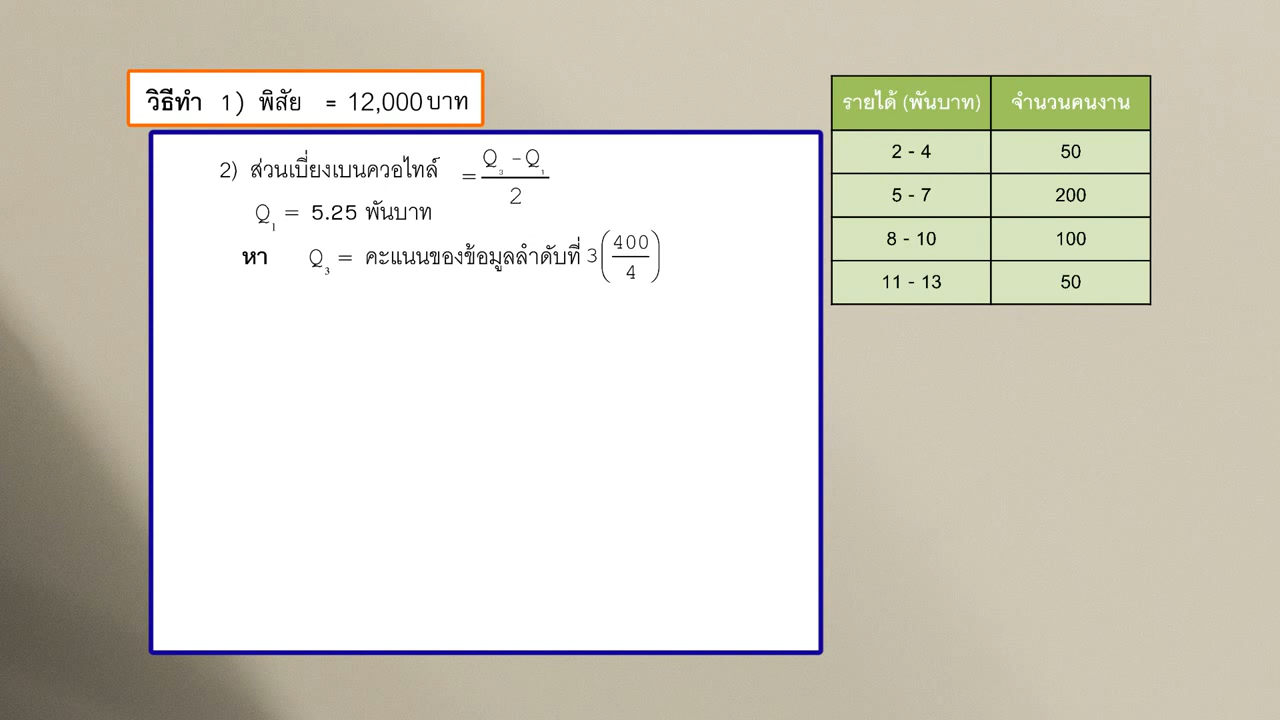 วิธีทำ 1) พิสัย = 12,000 บาท
2) ส่วนเบี่ยงเบนควอไทล์ = (Q₃ - Q₁)/2
Q₁ = 5.25 พันบาท
หา Q₃ = คะแนนของข้อมูลลำดับที่ 3(400/4)
รายได้ (พันบาท) จำนวนคนงาน
2 - 4 50
5 - 7 200
8 - 10 100
11 - 13 50